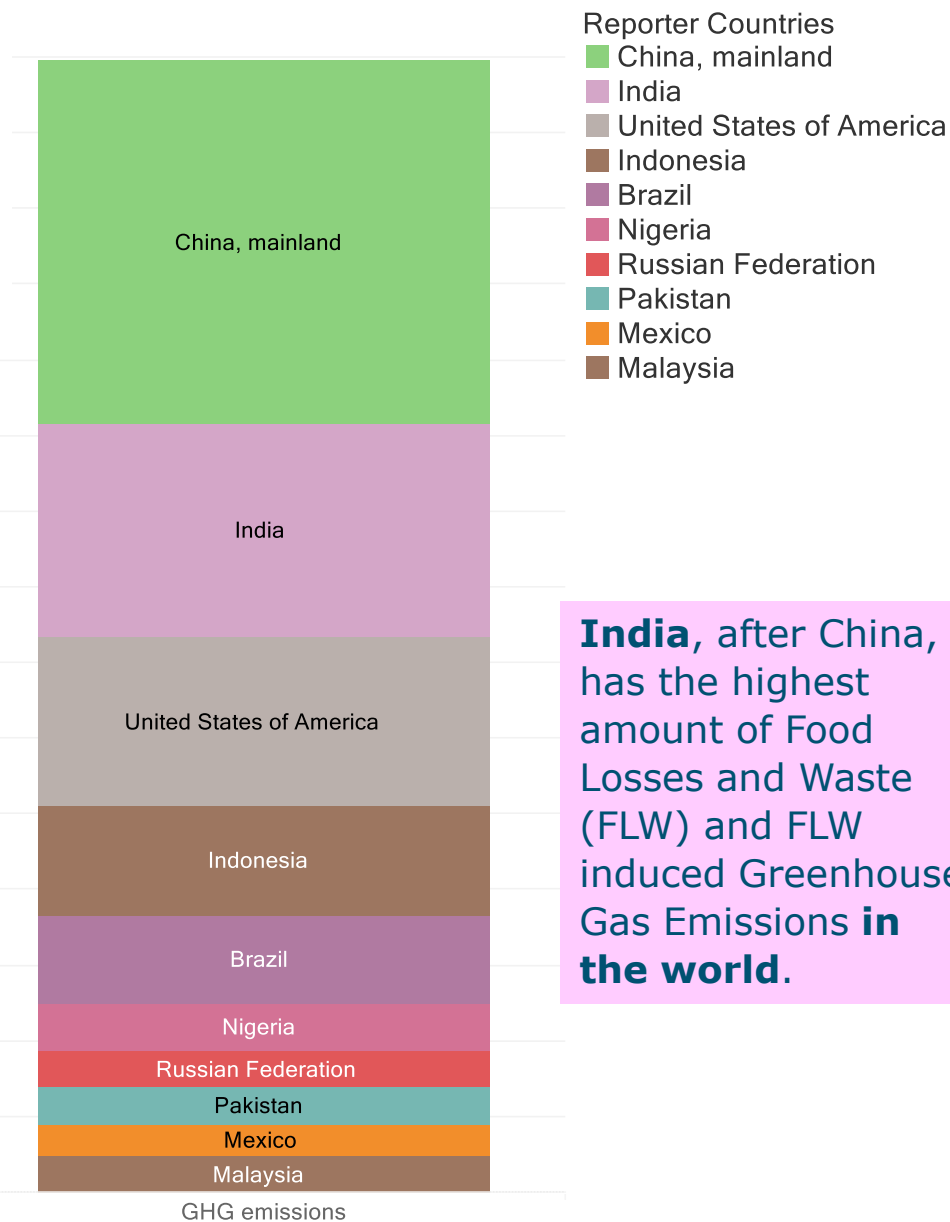 Reporter Countries
China, mainland
India
United States of America
Indonesia
Brazil
Nigeria
Russian Federation
Pakistan
Mexico
Malaysia
China, mainland
India
United States of America
Indonesia
Brazil
Nigeria
Russian Federation
Pakistan
Mexico
Malaysia
GHG emissions
India, after China,
has the highest
amount of Food
Losses and Waste
(FLW) and FLW
induced Greenhouse
Gas Emissions in
the world.